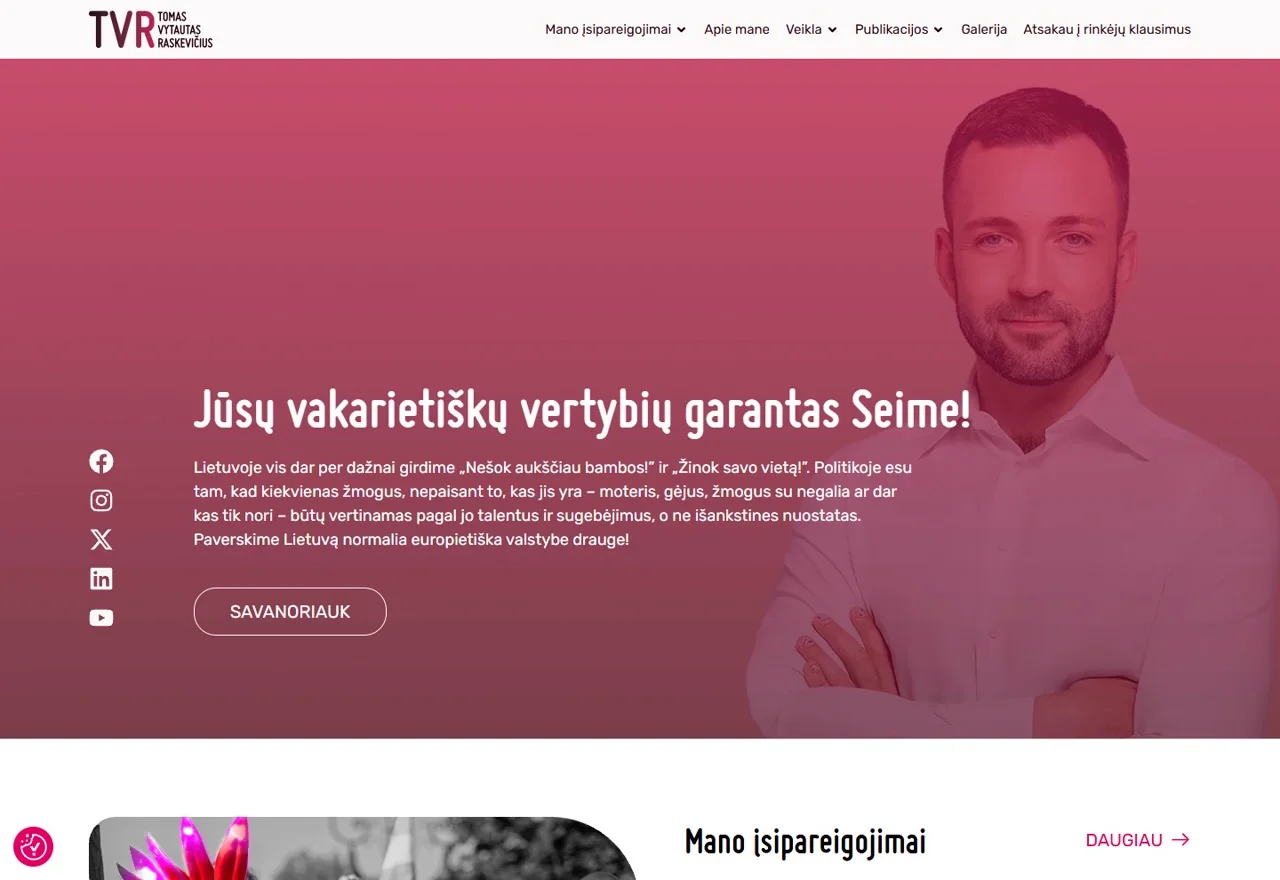 TVR
TOMAS
VYTAUTAS
RASKEVIČIUS
Mano įsipareigojimai
Apie mane
Veikla
Publikacijos
Galerija
Atsakau į rinkėjų klausimus
Jūsų vakarietiškų vertybių garantas Seime!
Lietuvoje vis dar per dažnai girdime „Nešok aukščiau bambos!” ir „Žinok savo vietą!”. Politikoje esu
tam, kad kiekvienas žmogus, nepaisant to, kas jis yra – moteris, gėjus, žmogus su negalia ar dar
kas tik nori – būtų vertinamas pagal jo talentus ir sugebėjimus, o ne išankstines nuostatas.
Paverskime Lietuvą normalia europietiška valstybe drauge!
SAVANORIAUK
Mano įsipareigojimai
DAUGIAU